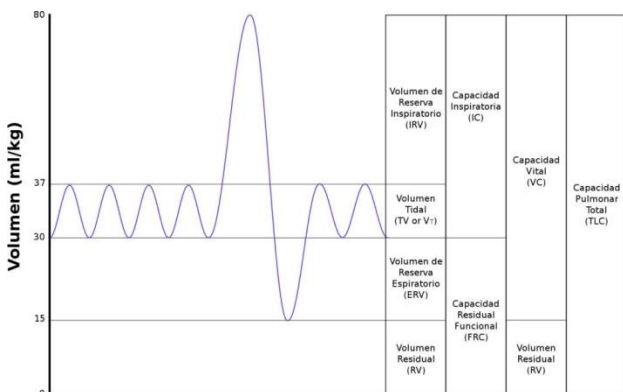 Volumen (ml/kg)
80
37
30
15
0
Volumen de
Reserva
Inspiratorio
(IRV)
Volumen
Tidal
(TV or VT)
Volumen de
Reserva
Espiratorio
(ERV)
Volumen
Residual
(RV)
Capacidad
Inspiratoria
(IC)
Capacidad
Residual
Funcional
(FRC)
Capacidad
Vital
(VC)
Volumen
Residual
(RV)
Capacidad
Pulmonar
Total
(TLC)